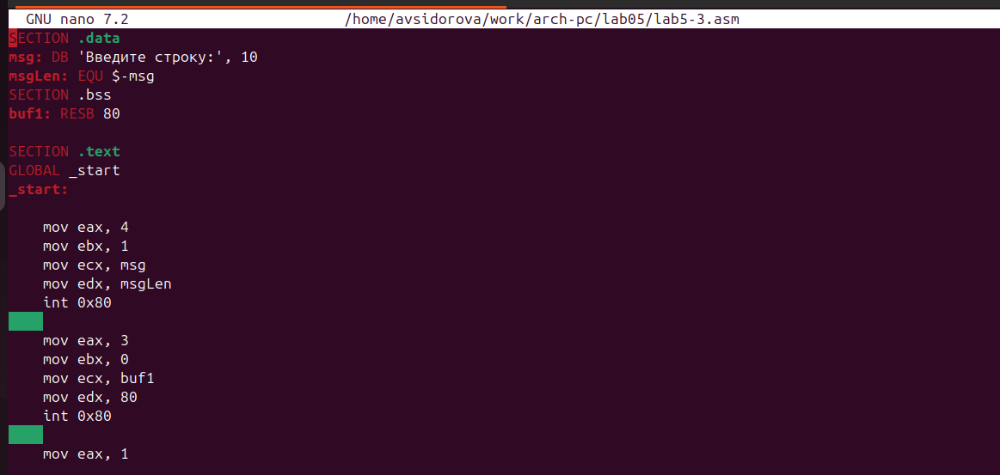 GNU nano 7.2 /home/avsidorova/work/arch-pc/lab05/lab5-3.asm
SECTION .data
msg: DB 'Введите строку:', 10
msgLen: EQU $-msg
SECTION .bss
buf1: RESB 80
SECTION .text
GLOBAL _start
_start:
mov eax, 4
mov ebx, 1
mov ecx, msg
mov edx, msgLen
int 0x80
mov eax, 3
mov ebx, 0
mov ecx, buf1
mov edx, 80
int 0x80
mov eax, 1